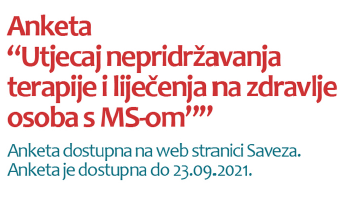 Anketa
“Utjecaj nepridržavanja
terapije i liječenja na zdravlje
osoba s MS-om””
Anketa dostupna na web stranici Saveza.
Anketa je dostupna do 23.09.2021.